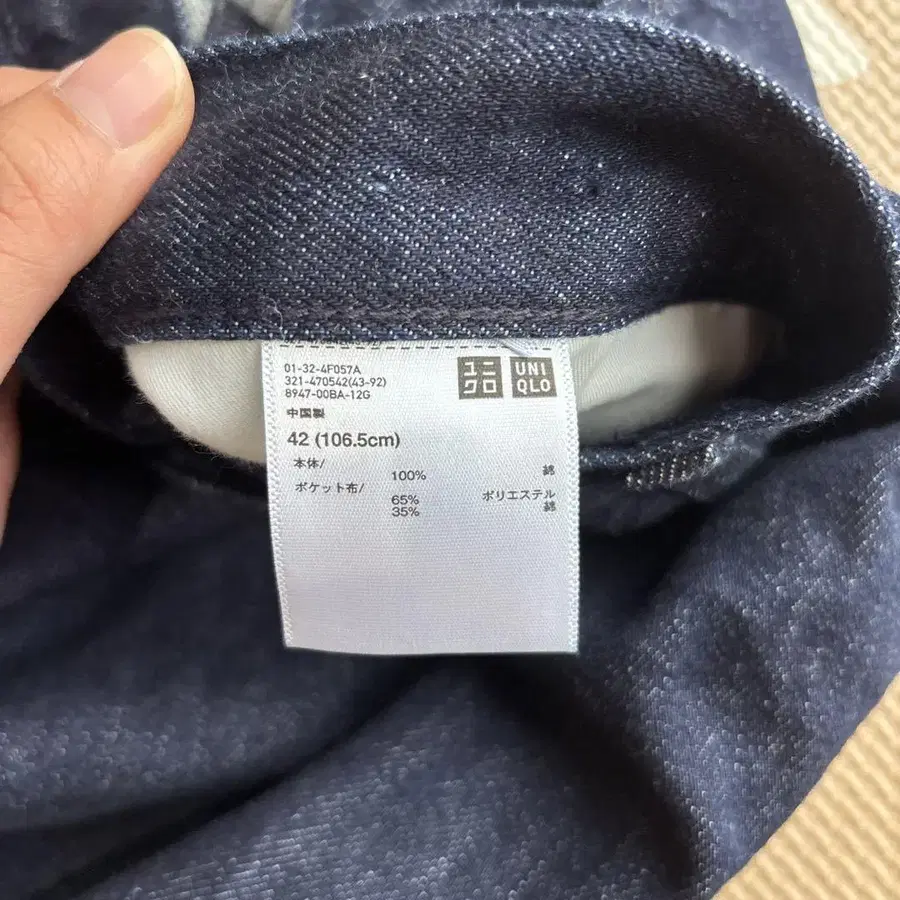 01-32-4F057A
321-470542(43-92)
8947-00BA-12G
ユニクロ
UNIQLO
中国製
42 (106.5cm)
本体/
100% 綿
ポケット布/
65% ポリエステル
35% 綿